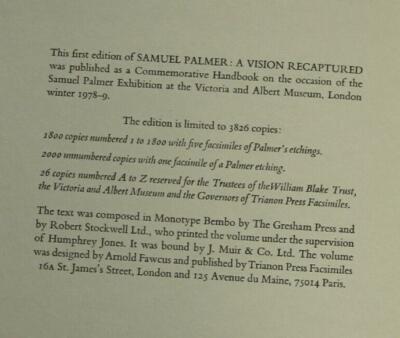 This first edition of SAMUEL PALMER: A VISION RECAPTURED
was published as a Commemorative Handbook on the occasion of the
Samuel Palmer Exhibition at the Victoria and Albert Museum, London
winter 1978-9.
The edition is limited to 3826 copies:
1800 copies numbered 1 to 1800 with five facsimiles of Palmer's etchings.
2000 unnumbered copies with one facsimile of a Palmer etching.
26 copies numbered A to Z reserved for the Trustees of theWilliam Blake Trust,
the Victoria and Albert Museum and the Governors of Trianon Press Facsimiles.
The text was composed in Monotype Bembo by The Gresham Press and
by Robert Stockwell Ltd., who printed the volume under the supervision
of Humphrey Jones. It was bound by J. Muir & Co. Ltd. The volume
was designed by Arnold Fawcus and published by Trianon Press Facsimiles
16A St. James's Street, London and 125 Avenue du Maine, 75014 Paris.